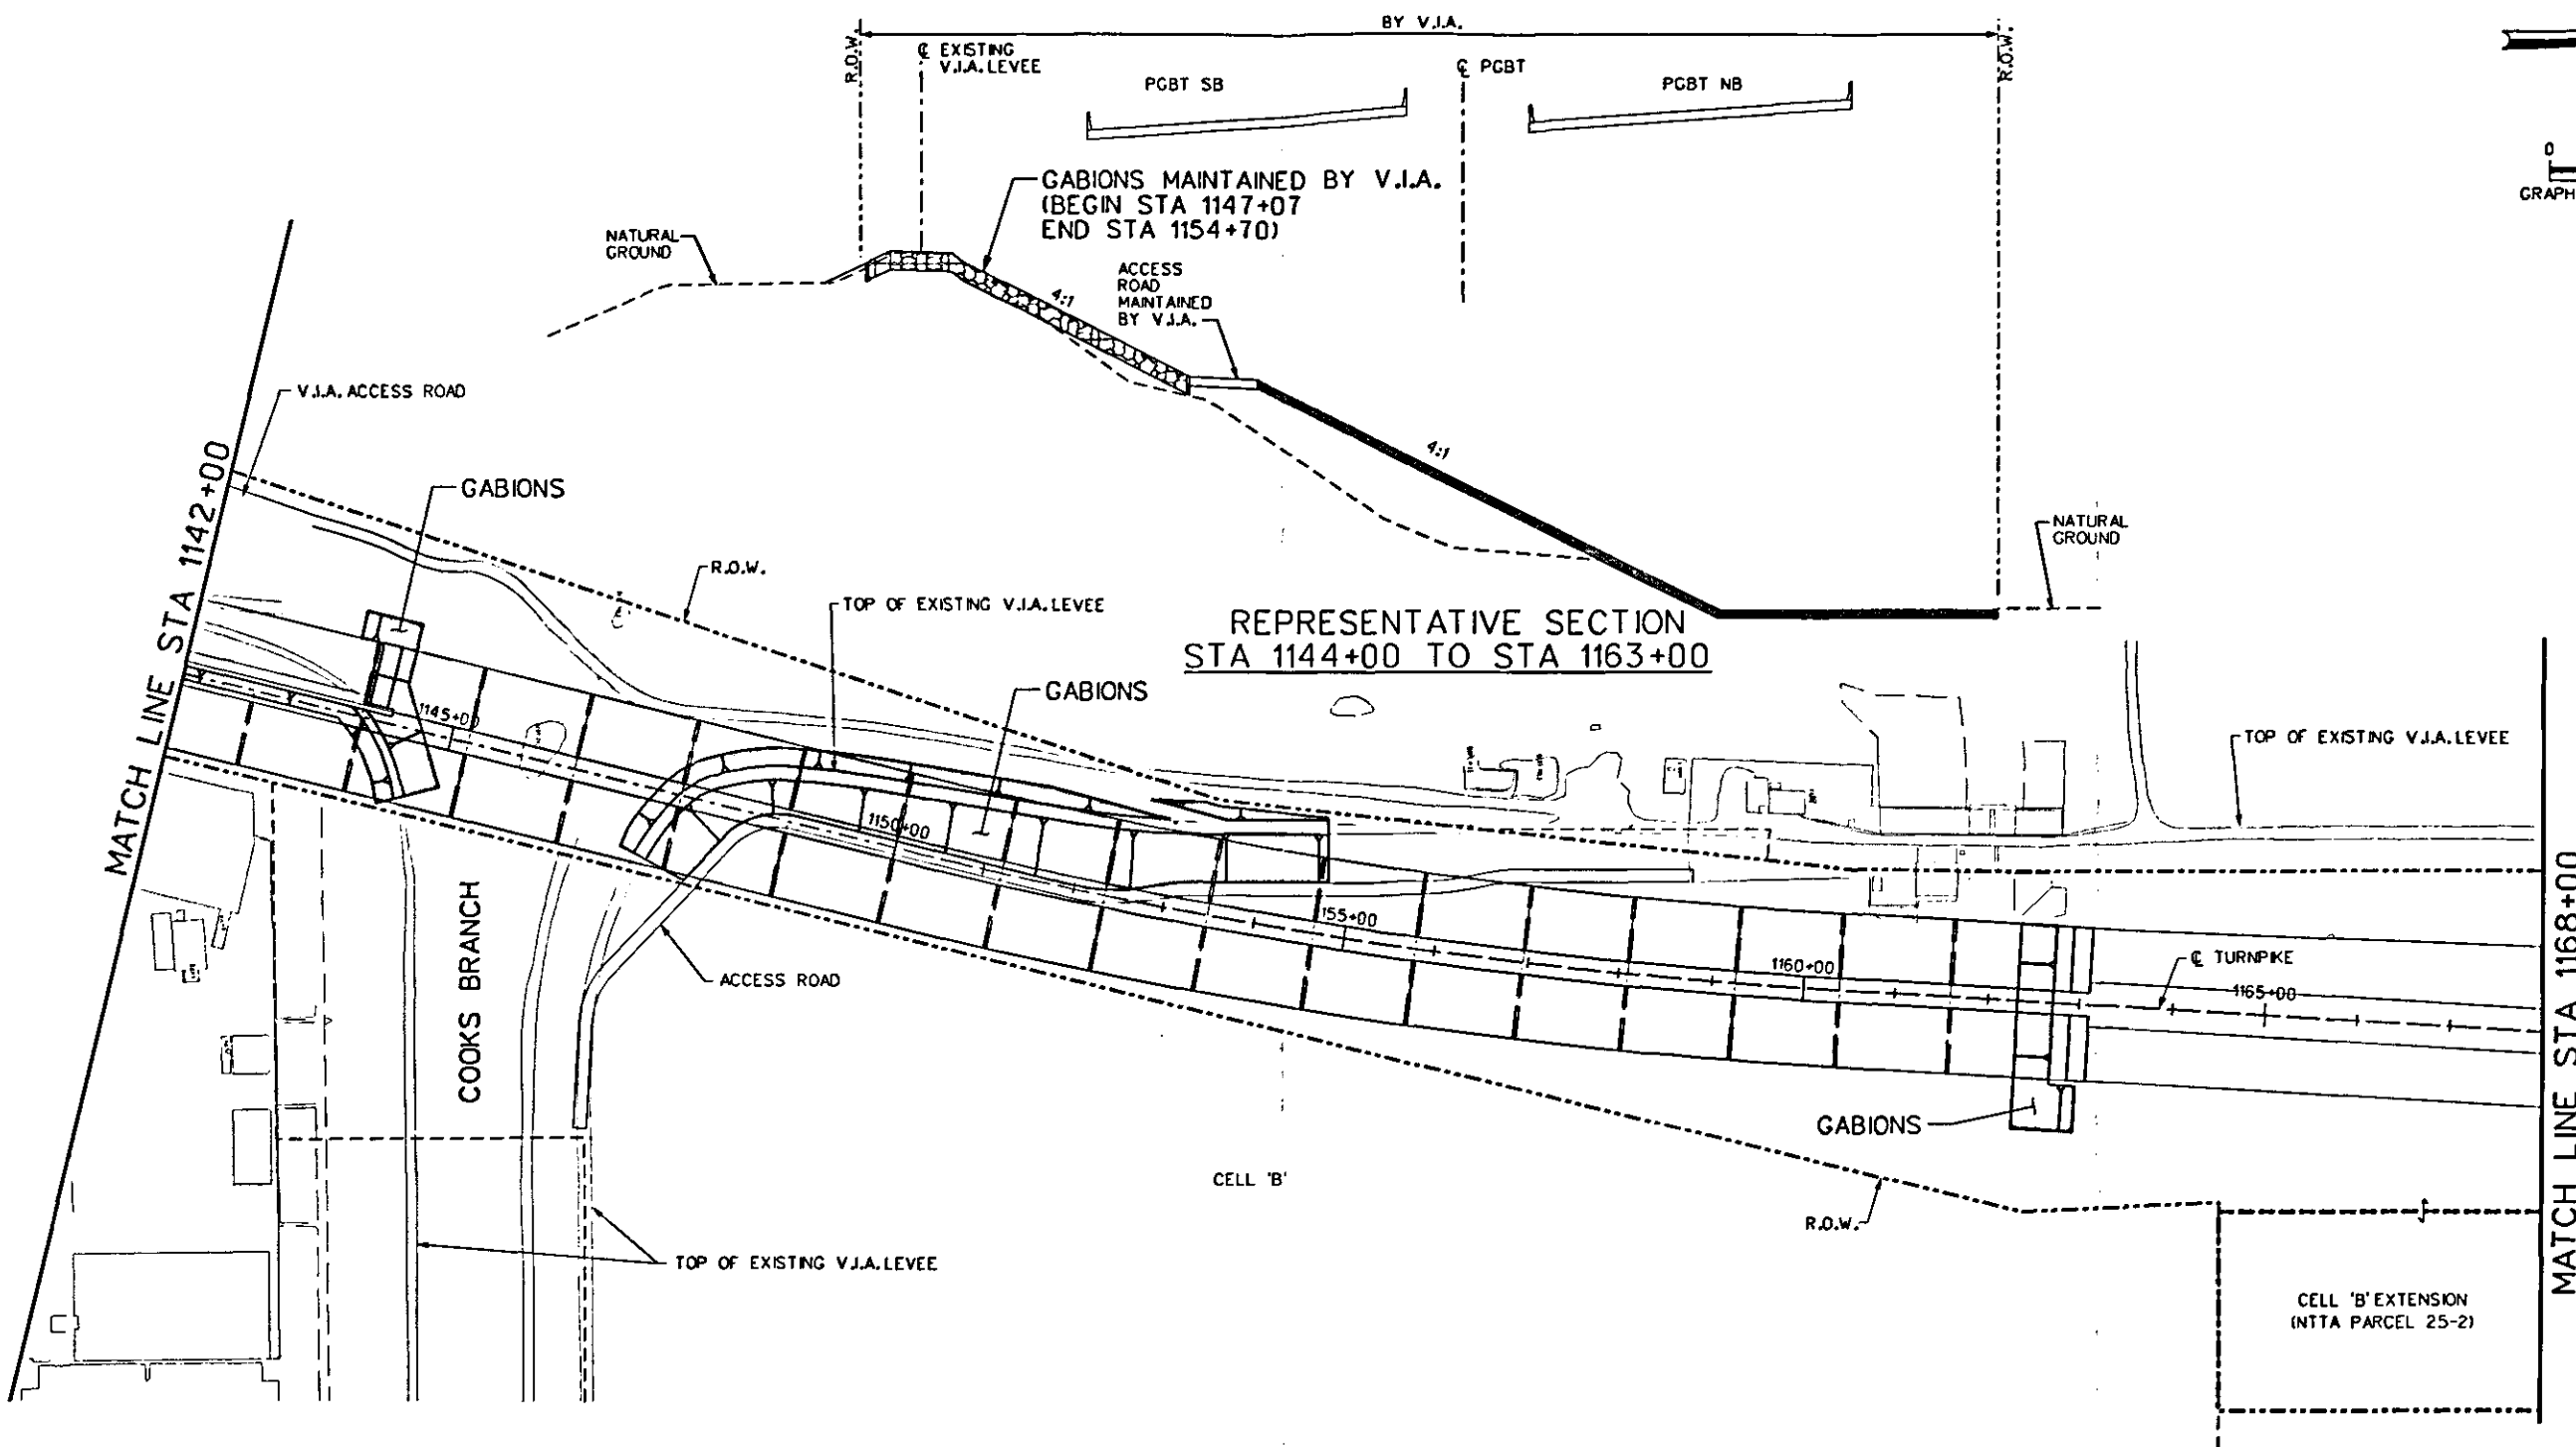 BY V.I.A.
R.O.W.
℄ EXISTING
V.I.A. LEVEE
PGBT SB
℄ PGBT
PGBT NB
R.O.W.
0
GRAPH
GABIONS MAINTAINED BY V.I.A.
(BEGIN STA 1147+07
END STA 1154+70)
NATURAL
GROUND
ACCESS
ROAD
MAINTAINED
BY V.I.A.
4:1
4:1
NATURAL
GROUND
REPRESENTATIVE SECTION
STA 1144+00 TO STA 1163+00
V.I.A. ACCESS ROAD
MATCH LINE STA 1142+00
GABIONS
R.O.W.
TOP OF EXISTING V.I.A. LEVEE
GABIONS
TOP OF EXISTING V.I.A. LEVEE
1145+00
1150+00
155+00
1160+00
1165+00
℄ TURNPIKE
COOKS BRANCH
ACCESS ROAD
GABIONS
CELL 'B'
R.O.W.
TOP OF EXISTING V.I.A. LEVEE
CELL 'B' EXTENSION
(NTTA PARCEL 25-2)
MATCH LINE STA 1168+00